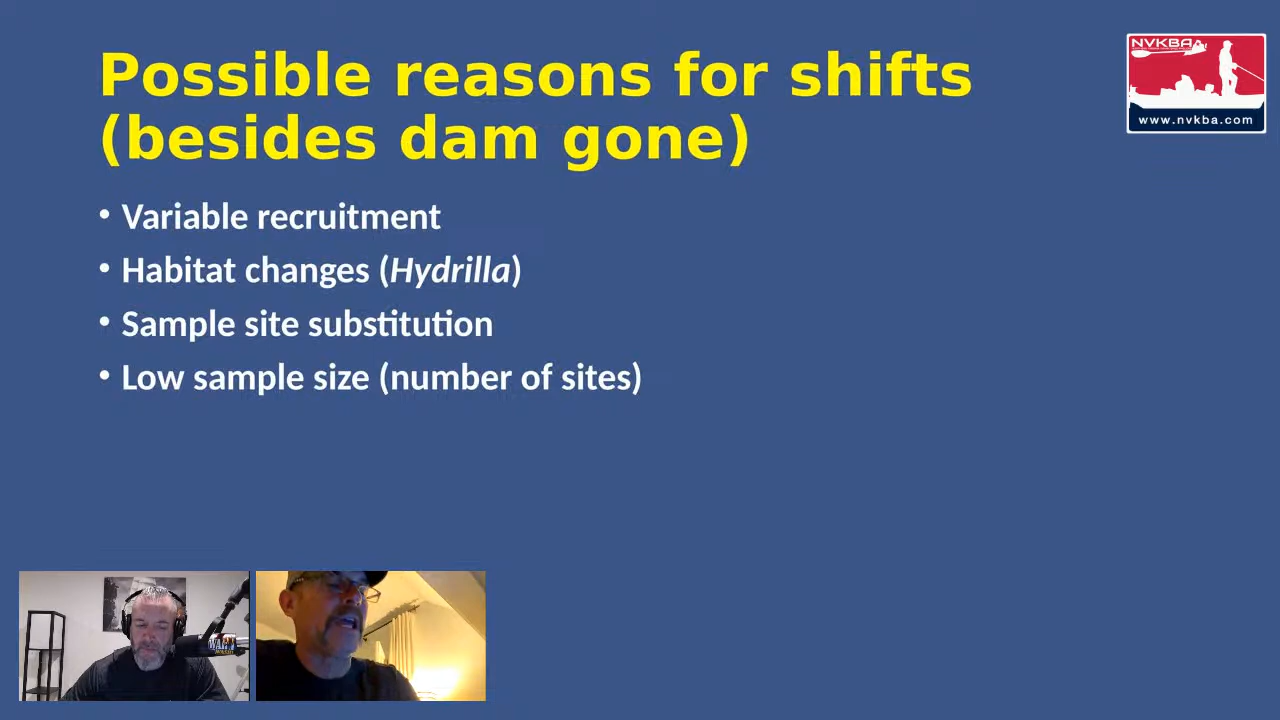 Possible reasons for shifts
(besides dam gone)
NVKBA
www.nvkba.com
• Variable recruitment
• Habitat changes (Hydrilla)
• Sample site substitution
• Low sample size (number of sites)